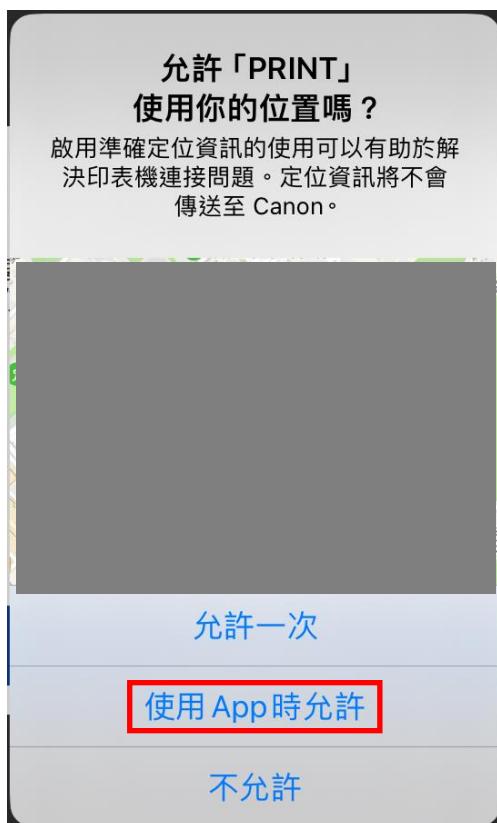 允許「PRINT」
使用你的位置嗎？
啟用準確定位資訊的使用可以有助於解
決印表機連接問題。定位資訊將不會
傳送至 Canon。
允許一次
使用 App 時允許
不允許